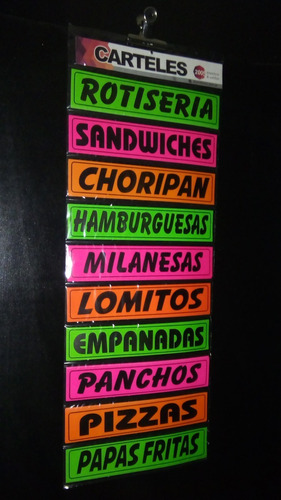 CARTELES
ROTISERIA
SANDWICHES
CHORIPAN
HAMBURGUESAS
MILANESAS
LOMITOS
EMPANADAS
PANCHOS
PIZZAS
PAPAS FRITAS